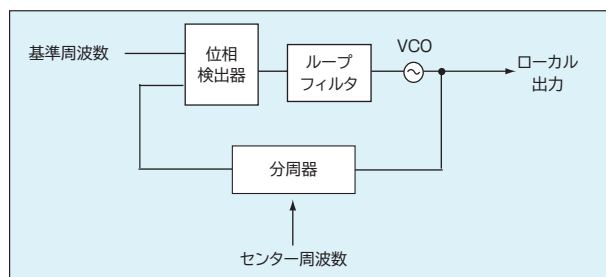 基準周波数
位相
検出器
ループ
フィルタ
VCO
ローカル
出力
分周器
センター周波数